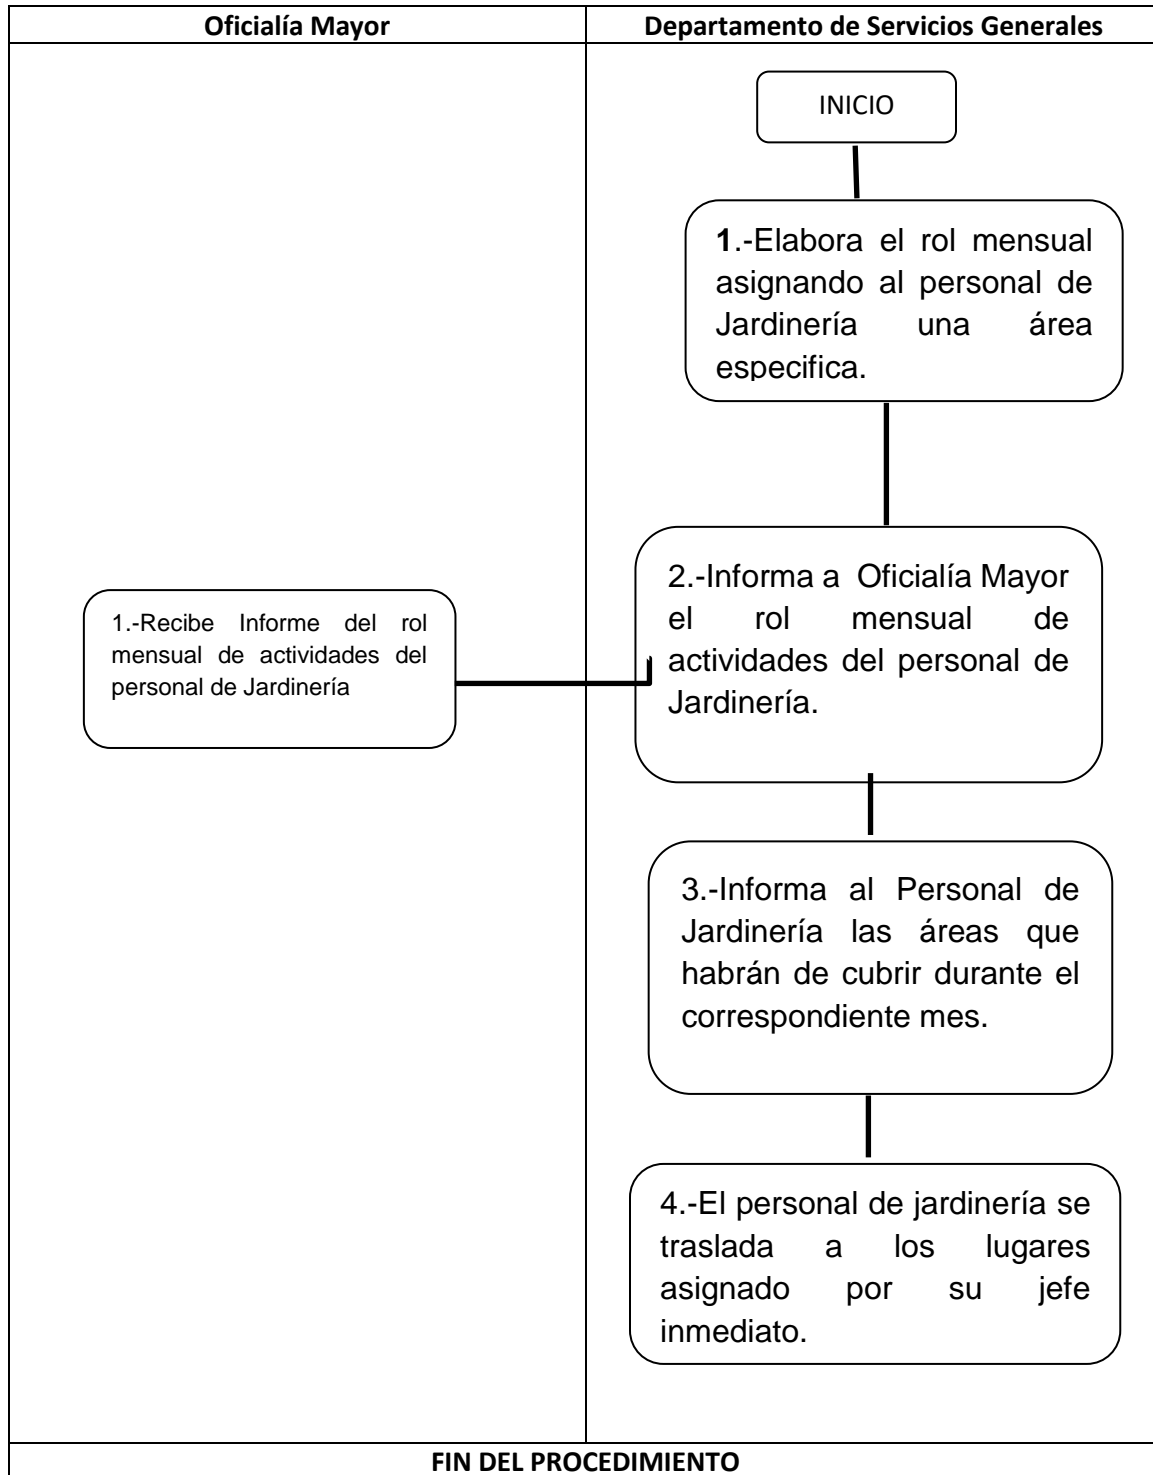 Oficialía Mayor
Departamento de Servicios Generales
INICIO
1.-Elabora el rol mensual
asignando al personal de
Jardinería una área
especifica.
2.-Informa a Oficialía Mayor
el rol mensual de
actividades del personal de
Jardinería.
1.-Recibe Informe del rol
mensual de actividades del
personal de Jardinería
3.-Informa al Personal de
Jardinería las áreas que
habrán de cubrir durante el
correspondiente mes.
4.-El personal de jardinería se
traslada a los lugares
asignado por su jefe
inmediato.
FIN DEL PROCEDIMIENTO